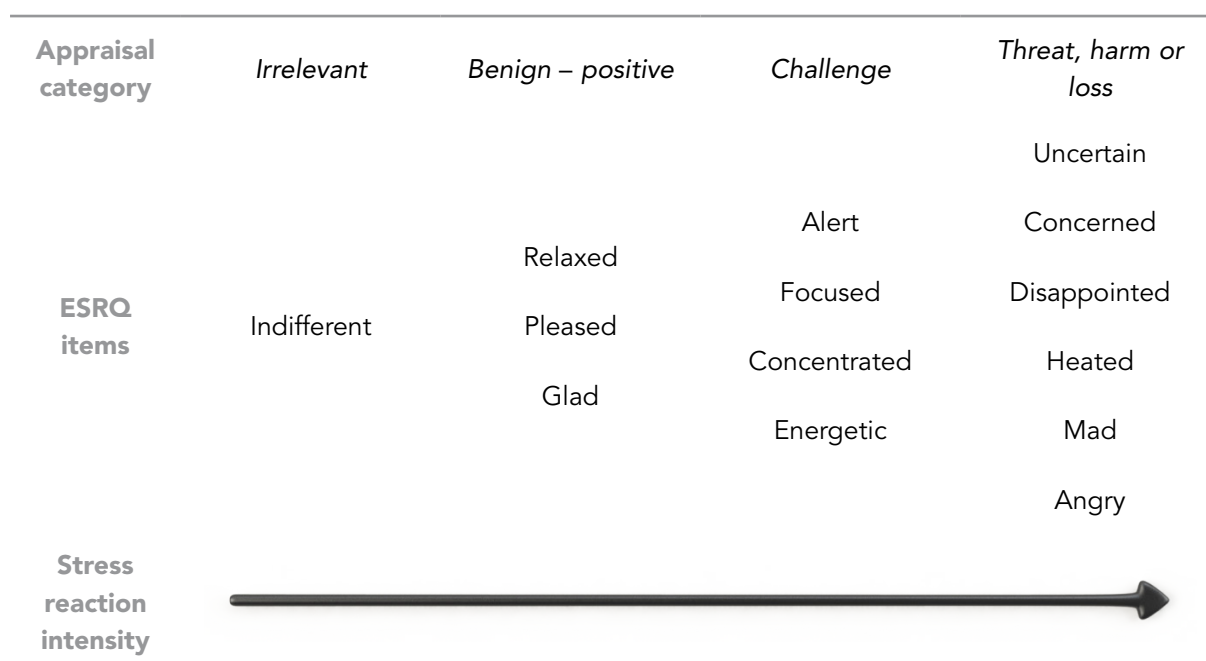 Appraisal category
Irrelevant
Benign – positive
Challenge
Threat, harm or loss
ESRQ items
Indifferent
Relaxed
Pleased
Glad
Alert
Focused
Concentrated
Energetic
Uncertain
Concerned
Disappointed
Heated
Mad
Angry
Stress reaction intensity